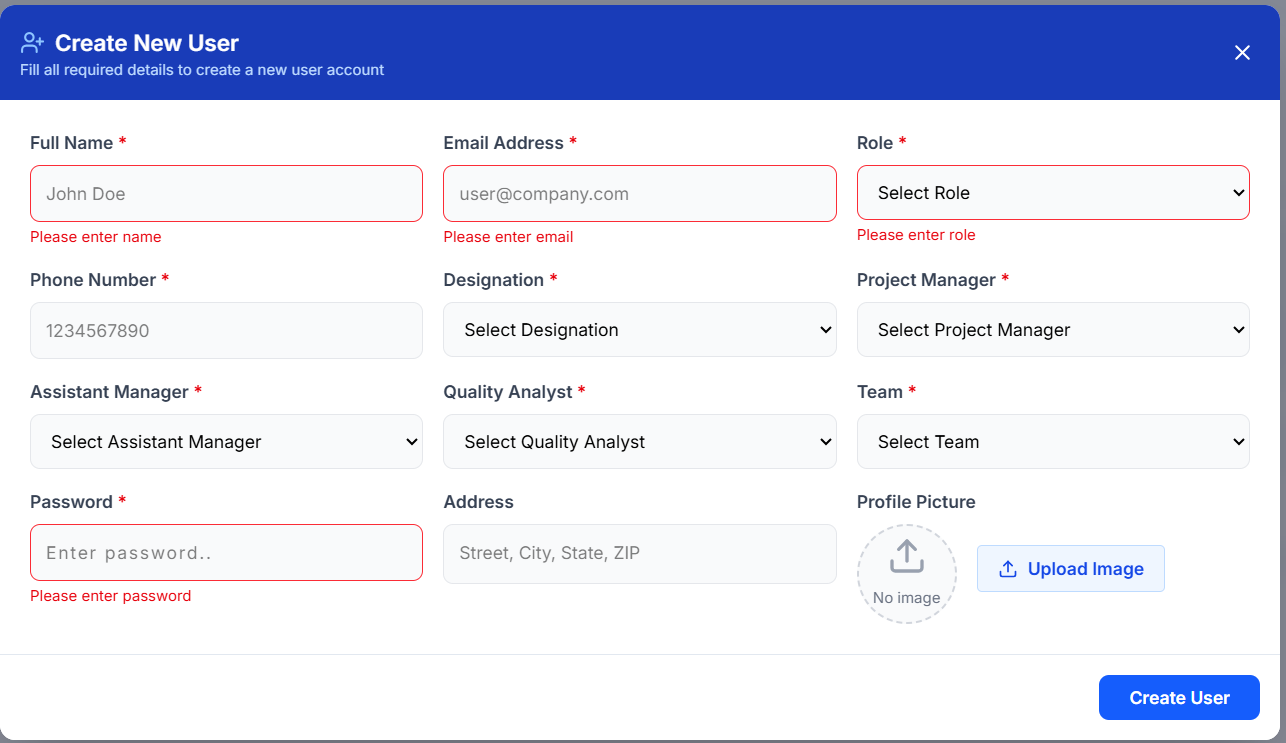 Create New User
Fill all required details to create a new user account
Full Name *
Email Address *
Role *
John Doe
user@company.com
Select Role
Please enter name
Please enter email
Please enter role
Phone Number *
Designation *
Project Manager *
1234567890
Select Designation
Select Project Manager
Assistant Manager *
Quality Analyst *
Team *
Select Assistant Manager
Select Quality Analyst
Select Team
Password *
Address
Profile Picture
Enter password..
Street, City, State, ZIP
No image
Upload Image
Please enter password
Create User